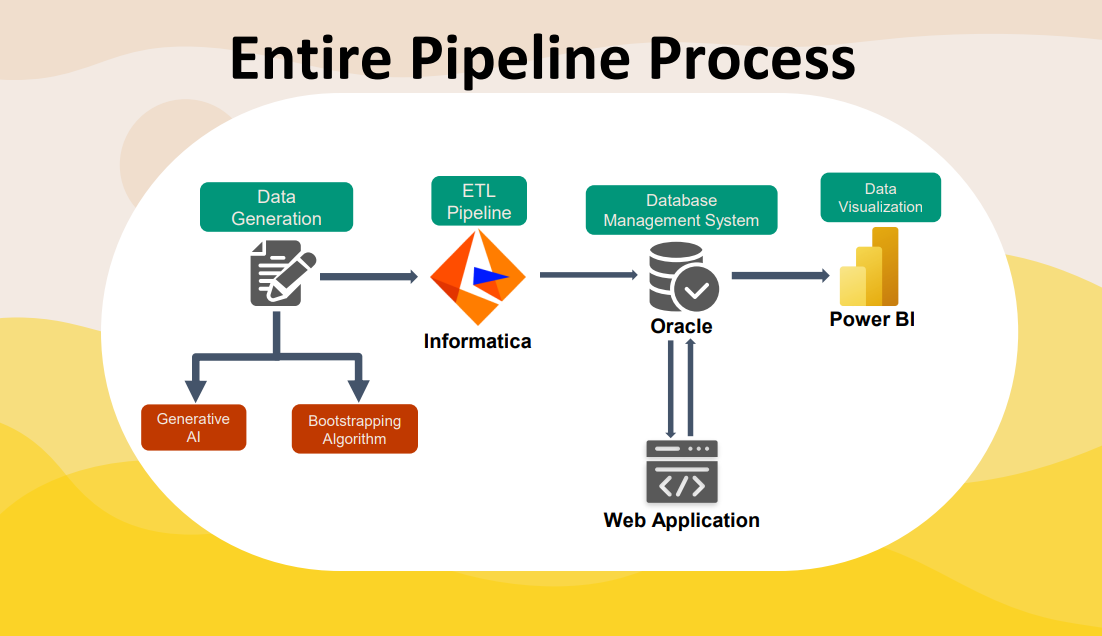 Entire Pipeline Process
Data
Generation
ETL
Pipeline
Database
Management System
Data
Visualization
Informatica
Oracle
Power BI
Generative
AI
Bootstrapping
Algorithm
</>
Web Application